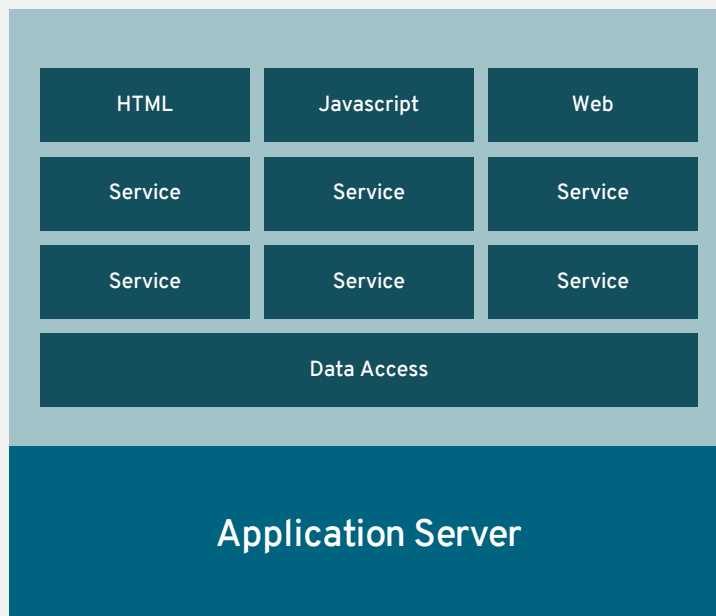 HTML Javascript Web
Service Service Service
Service Service Service
Data Access
Application Server